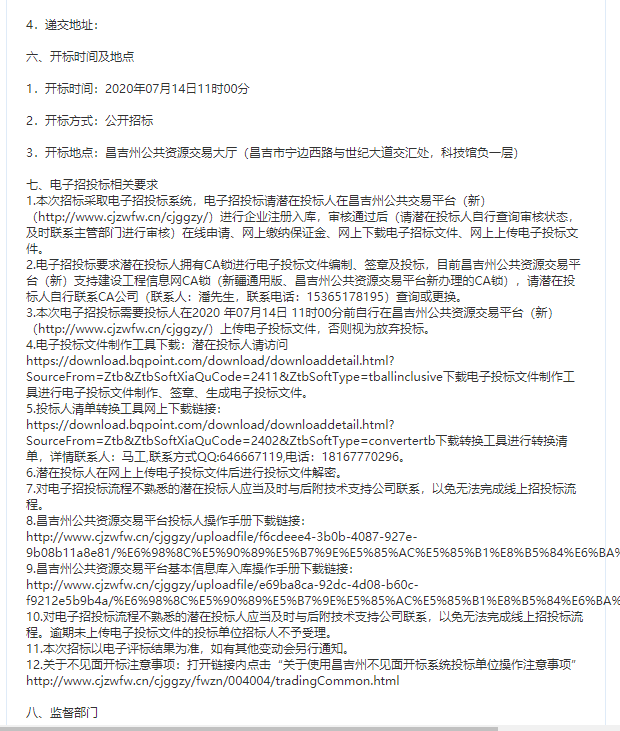 4. 递交地址：
六、开标时间及地点
1. 开标时间：2020年07月14日11时00分
2. 开标方式：公开招标
3. 开标地点：昌吉州公共资源交易大厅（昌吉市宁边西路与世纪大道交汇处，科技馆负一层）
七、电子招投标相关要求
1.本次招标采取电子招投标系统，电子招投标请潜在投标人在昌吉州公共交易平台（新）
（http://www.cjzwfw.cn/cjggzy/）进行企业注册入库，审核通过后（请潜在投标人自行查询审核状态，
及时联系主管部门进行审核）在线申请、网上缴纳保证金、网上下载电子招标文件、网上上传电子投标文
件。
2.电子招投标要求潜在投标人拥有CA锁进行电子投标文件编制、签章及投标，目前昌吉州公共资源交易平
台（新）支持建设工程信息网CA锁（新疆通用版、昌吉州公共资源交易平台新办理的CA锁），请潜在投
标人自行联系CA公司（联系人：潘先生，联系电话：15365178195）查询或更换。
3.本次电子招投标需要投标人在2020 年07月14日 11时00分前自行在昌吉州公共资源交易平台（新）
（http://www.cjzwfw.cn/cjggzy/）上传电子投标文件，否则视为放弃投标。
4.电子投标文件制作工具下载：潜在投标人请访问
https://download.bqpoint.com/download/downloaddetail.html?
SourceFrom=Ztb&ZtbSoftXiaQuCode=2411&ZtbSoftType=tballinclusive下载电子投标文件制作工
具进行电子投标文件制作、签章、生成电子投标文件。
5.投标人清单转换工具网上下载链接：
https://download.bqpoint.com/download/downloaddetail.html?
SourceFrom=Ztb&ZtbSoftXiaQuCode=2402&ZtbSoftType=convertertb下载转换工具进行转换清
单，详情联系人：马工,联系方式QQ:646667119,电话：18167770296。
6.潜在投标人在网上上传电子投标文件后进行投标文件解密。
7.对电子招投标流程不熟悉的潜在投标人应当及时与后附技术支持公司联系，以免无法完成线上招投标流
程。
8.昌吉州公共资源交易平台投标人操作手册下载链接：
http://www.cjzwfw.cn/cjggzy/uploadfile/f6cdeee4-3b0b-4087-927e-
9b08b11a8e81/%E6%98%8C%E5%90%89%E5%B7%9E%E5%85%AC%E5%85%B1%E8%B5%84%E6%BA%
9.昌吉州公共资源交易平台基本信息库入库操作手册下载链接：
http://www.cjzwfw.cn/cjggzy/uploadfile/e69ba8ca-92dc-4d08-b60c-
f9212e5b9b4a/%E6%98%8C%E5%90%89%E5%B7%9E%E5%85%AC%E5%85%B1%E8%B5%84%E6%BA%
10.对电子招投标流程不熟悉的潜在投标人应当及时与后附技术支持公司联系，以免无法完成线上招投标流
程。逾期未上传电子投标文件的投标单位招标人不予受理。
11.本次招标以电子评标结果为准，如有其他变动会另行通知。
12.关于不见面开标注意事项：打开链接内点击“关于使用昌吉州不见面开标系统投标单位操作注意事项”
http://www.cjzwfw.cn/cjggzy/fwzn/004004/tradingCommon.html
八、监督部门